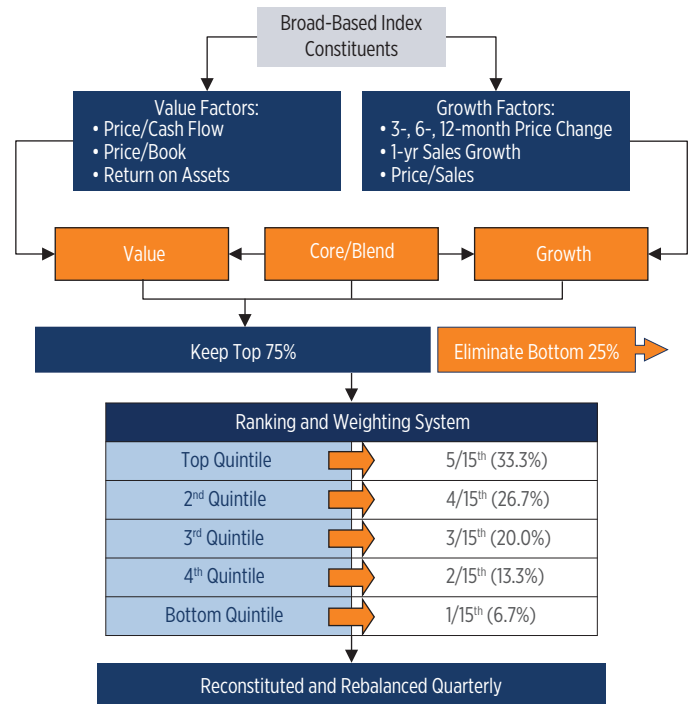 Broad-Based Index
Constituents
Value Factors:
• Price/Cash Flow
• Price/Book
• Return on Assets
Growth Factors:
• 3-, 6-, 12-month Price Change
• 1-yr Sales Growth
• Price/Sales
Value
Core/Blend
Growth
Keep Top 75%
Eliminate Bottom 25%
Ranking and Weighting System
Top Quintile
5/15th (33.3%)
2nd Quintile
4/15th (26.7%)
3rd Quintile
3/15th (20.0%)
4th Quintile
2/15th (13.3%)
Bottom Quintile
1/15th (6.7%)
Reconstituted and Rebalanced Quarterly